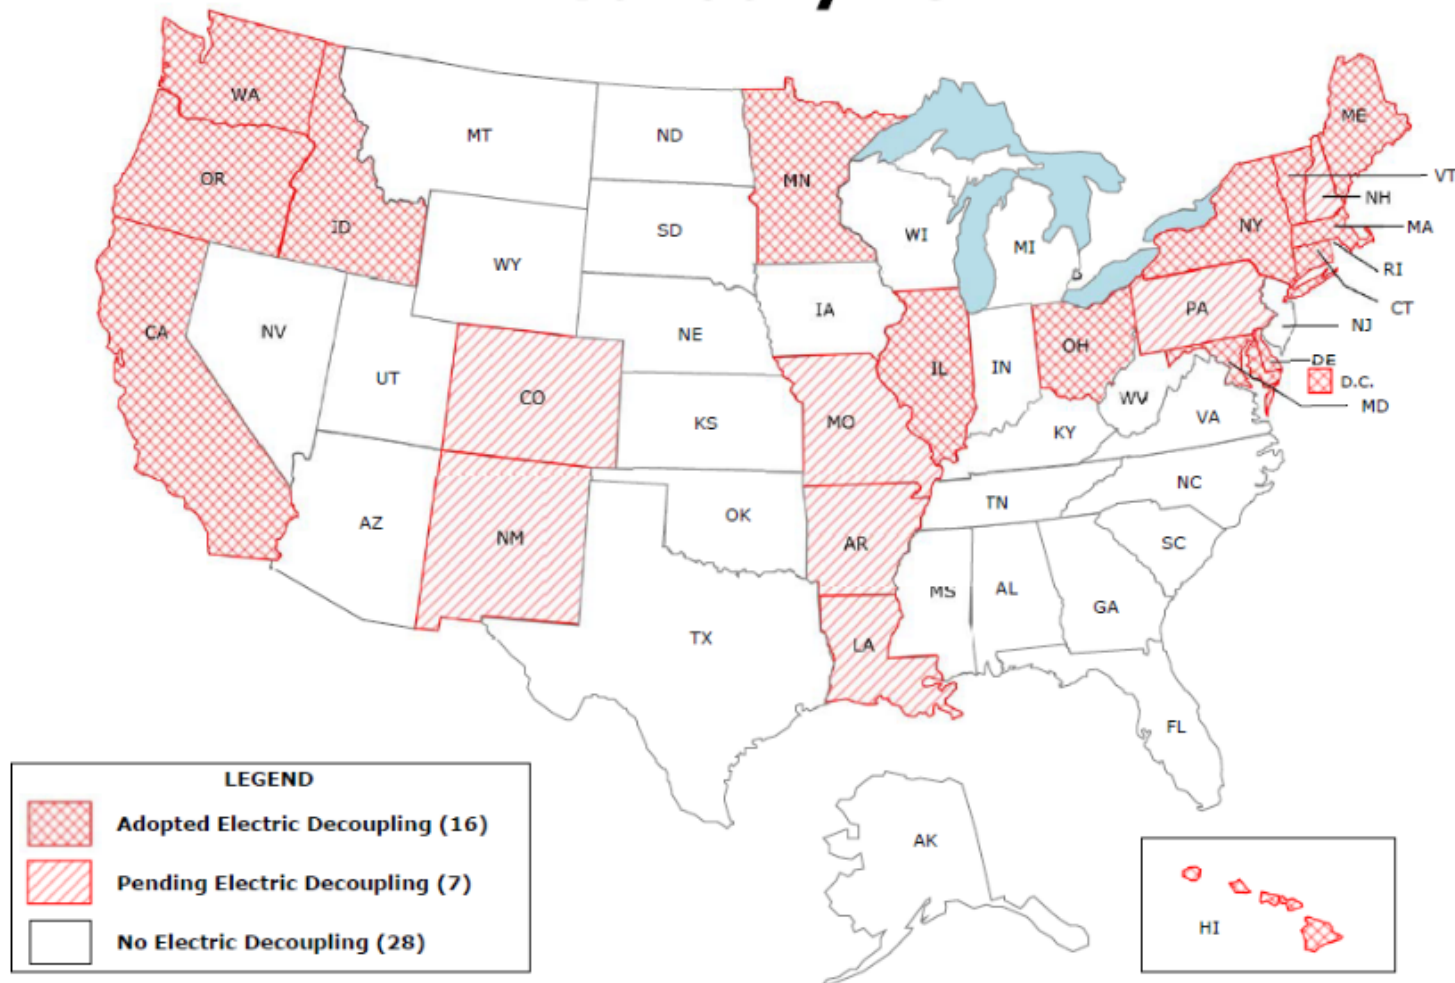 WA
MT
ND
MN
ME
VT
OR
ID
SD
WI
MI
NY
NH
MA
WY
RI
CA
NV
NE
IA
PA
CT
NJ
UT
CO
IL
IN
OH
DE
D.C.
KS
MO
WV
MD
KY
VA
AZ
NM
OK
AR
TN
NC
SC
TX
LA
MS
AL
GA
FL
AK
HI
LEGEND
Adopted Electric Decoupling (16)
Pending Electric Decoupling (7)
No Electric Decoupling (28)